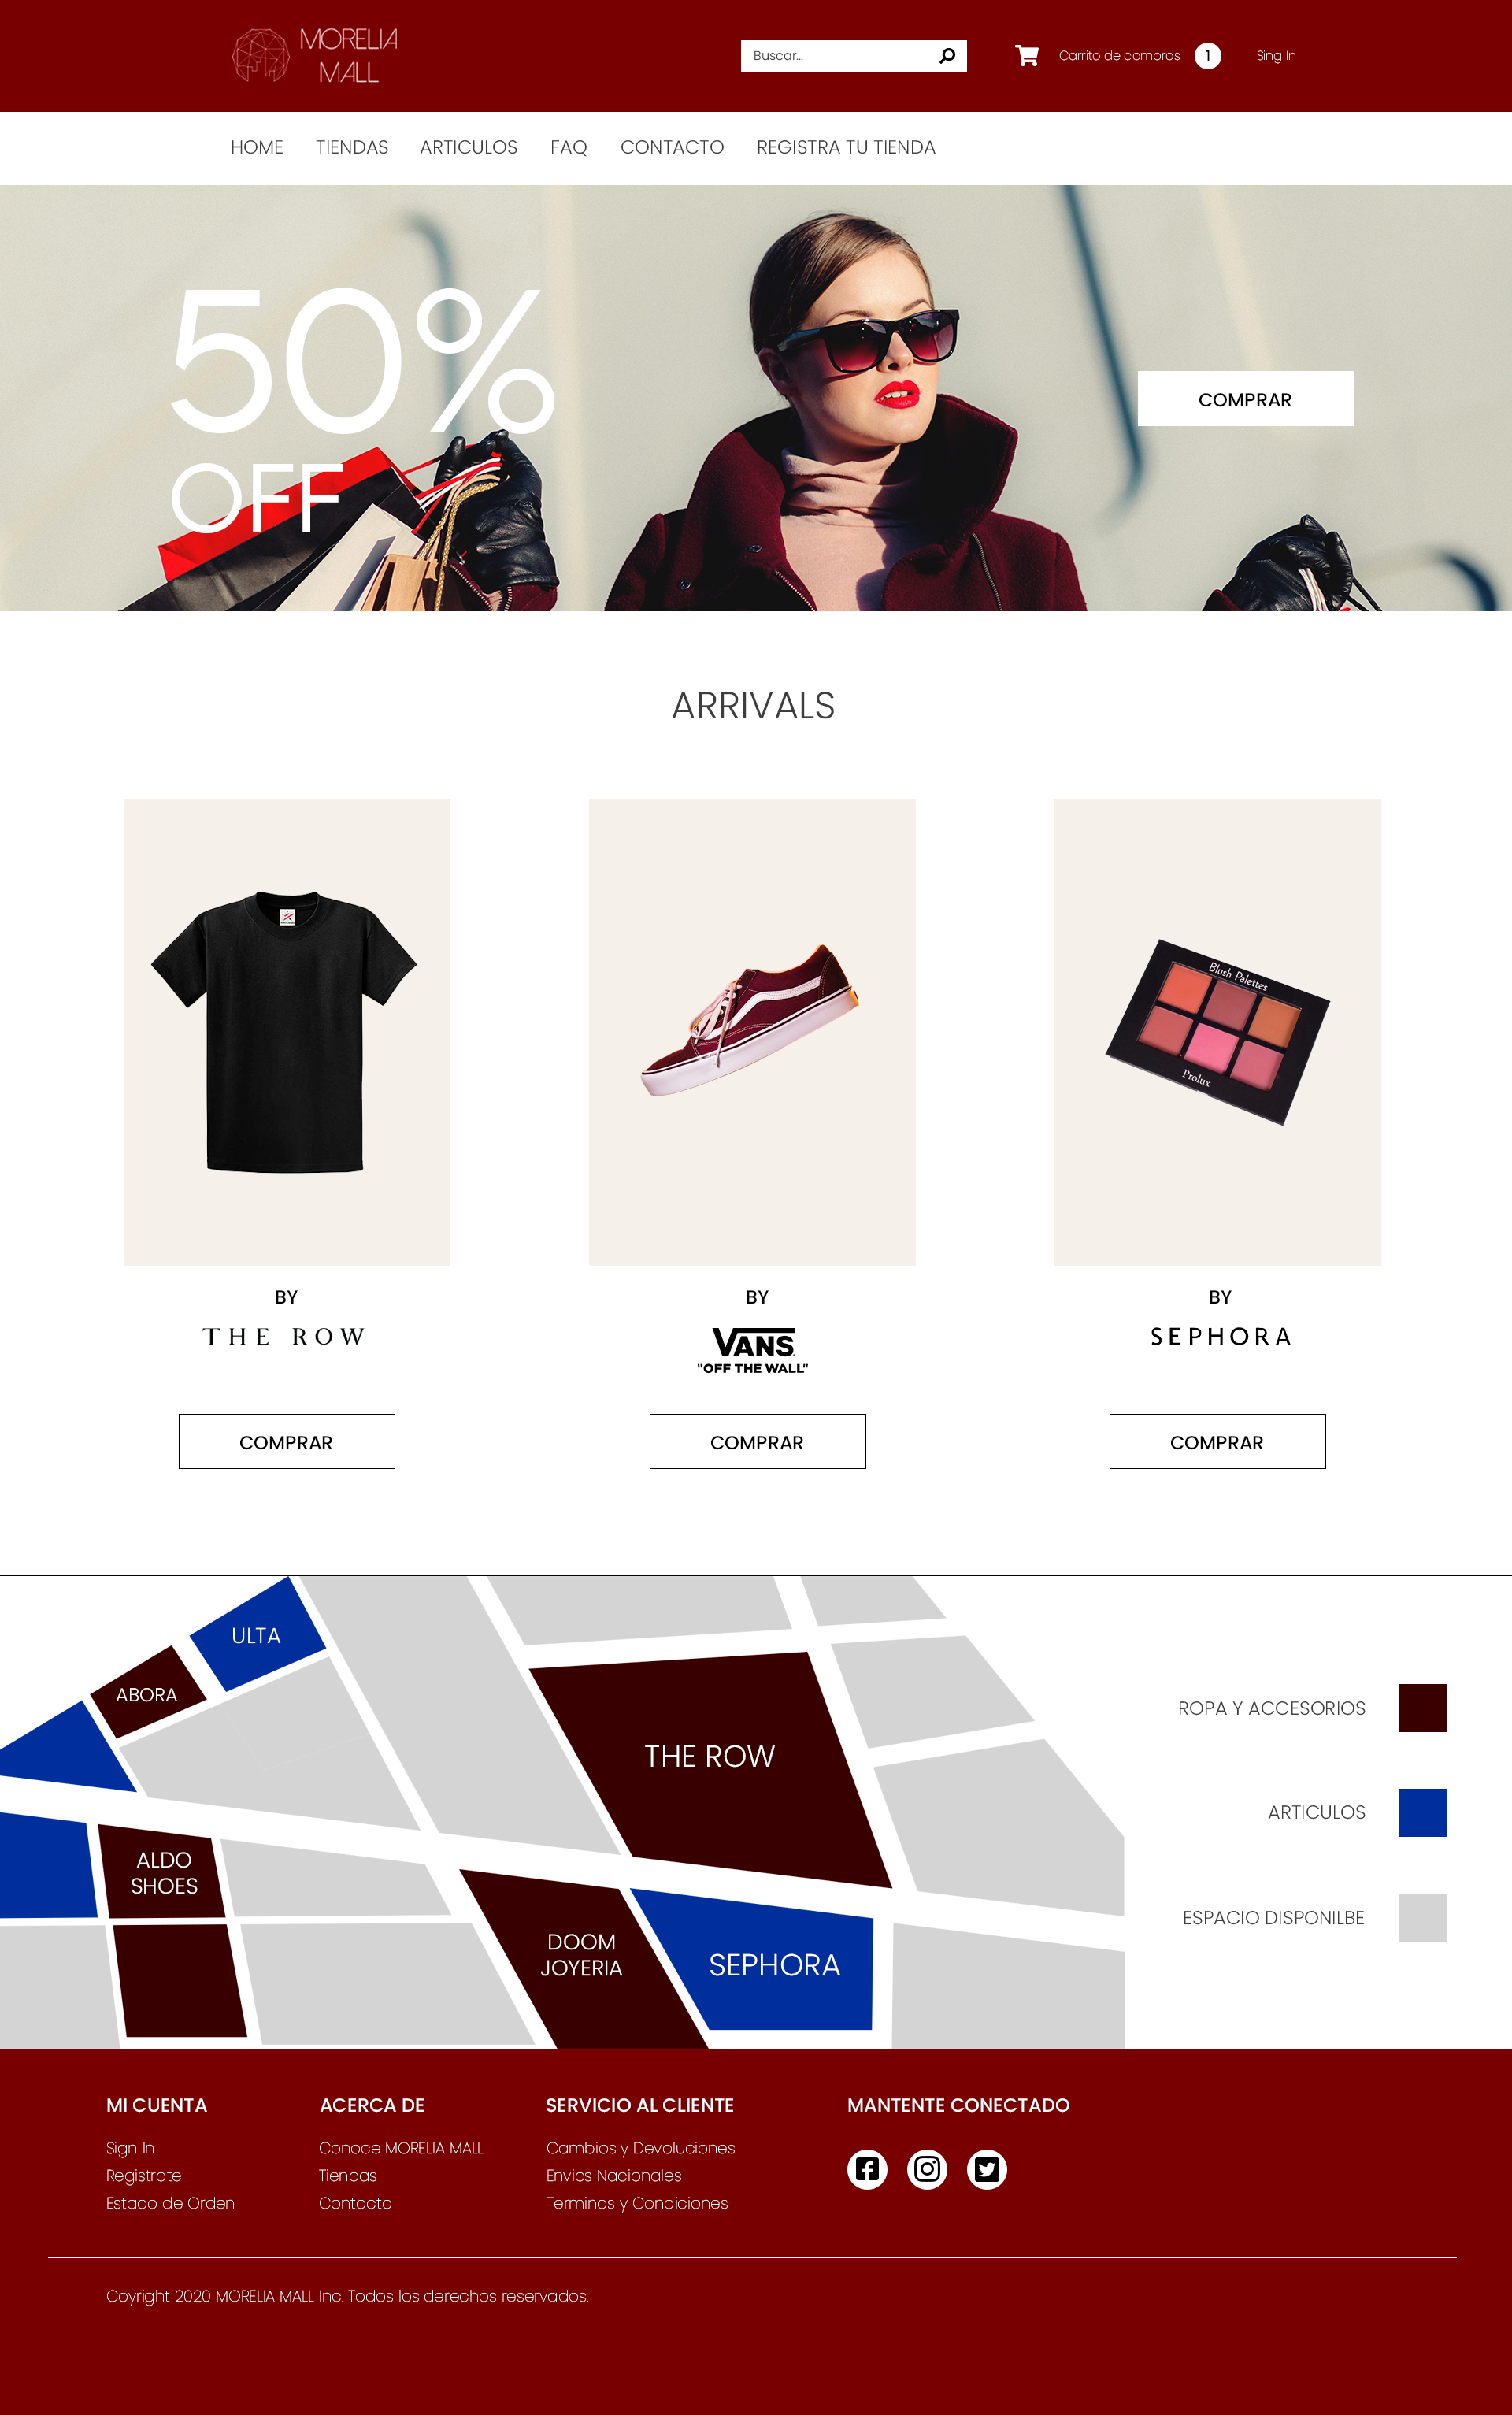 MORELIA
MALL
Buscar...
Carrito de compras
1
Sing In
HOME
TIENDAS
ARTICULOS
FAQ
CONTACTO
REGISTRA TU TIENDA
50%
OFF
COMPRAR
ARRIVALS
Blush Palettes
Prolux
BY
THE ROW
COMPRAR
BY
VANS
"OFF THE WALL"
COMPRAR
BY
SEPHORA
COMPRAR
ULTA
ABORA
THE ROW
ALDO
SHOES
DOOM
JOYERIA
SEPHORA
ROPA Y ACCESORIOS
ARTICULOS
ESPACIO DISPONILBE
MI CUENTA
Sign In
Registrate
Estado de Orden
ACERCA DE
Conoce MORELIA MALL
Tiendas
Contacto
SERVICIO AL CLIENTE
Cambios y Devoluciones
Envios Nacionales
Terminos y Condiciones
MANTENTE CONECTADO
Coyright 2020 MORELIA MALL Inc. Todos los derechos reservados.